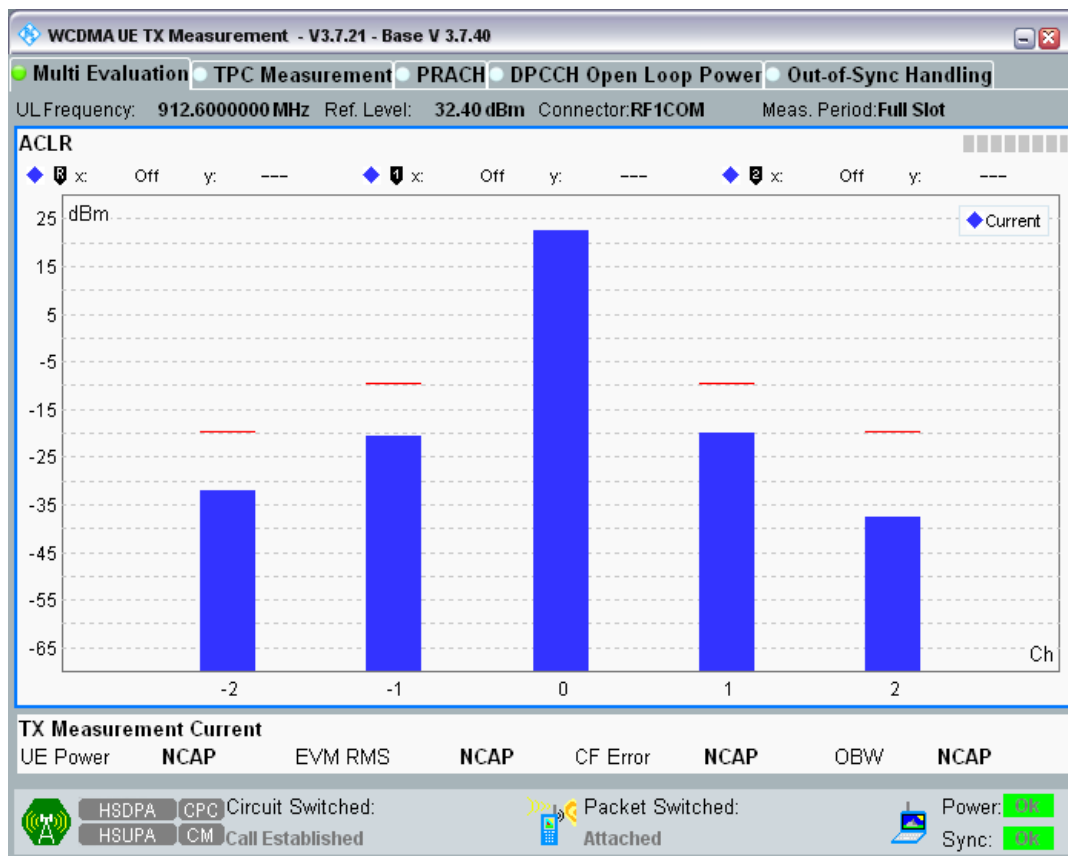 WCDMA UE TX Measurement - V3.7.21 - Base V 3.7.40
Multi Evaluation TPC Measurement PRACH DPCCH Open Loop Power Out-of-Sync Handling
UL Frequency: 912.6000000 MHz Ref. Level: 32.40 dBm Connector:RF1COM Meas. Period:Full Slot
ACLR
R x: Off y: --- 1 x: Off y: --- 2 x: Off y: ---
dBm
Current
25
15
5
-5
-15
-25
-35
-45
-55
-65
Ch
-2 -1 0 1 2
TX Measurement Current
UE Power NCAP EVM RMS NCAP CF Error NCAP OBW NCAP
HSDPA CPC Circuit Switched: Packet Switched: Power: Ok
HSUPA CM Call Established Attached Sync: Ok